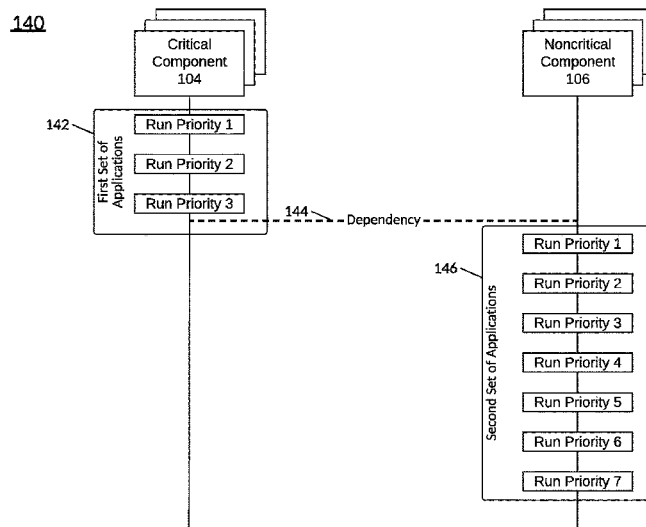 140
Critical
Component
104
Noncritical
Component
106
142
First Set of
Applications
Run Priority 1
Run Priority 2
Run Priority 3
144
Dependency
146
Second Set of Applications
Run Priority 1
Run Priority 2
Run Priority 3
Run Priority 4
Run Priority 5
Run Priority 6
Run Priority 7